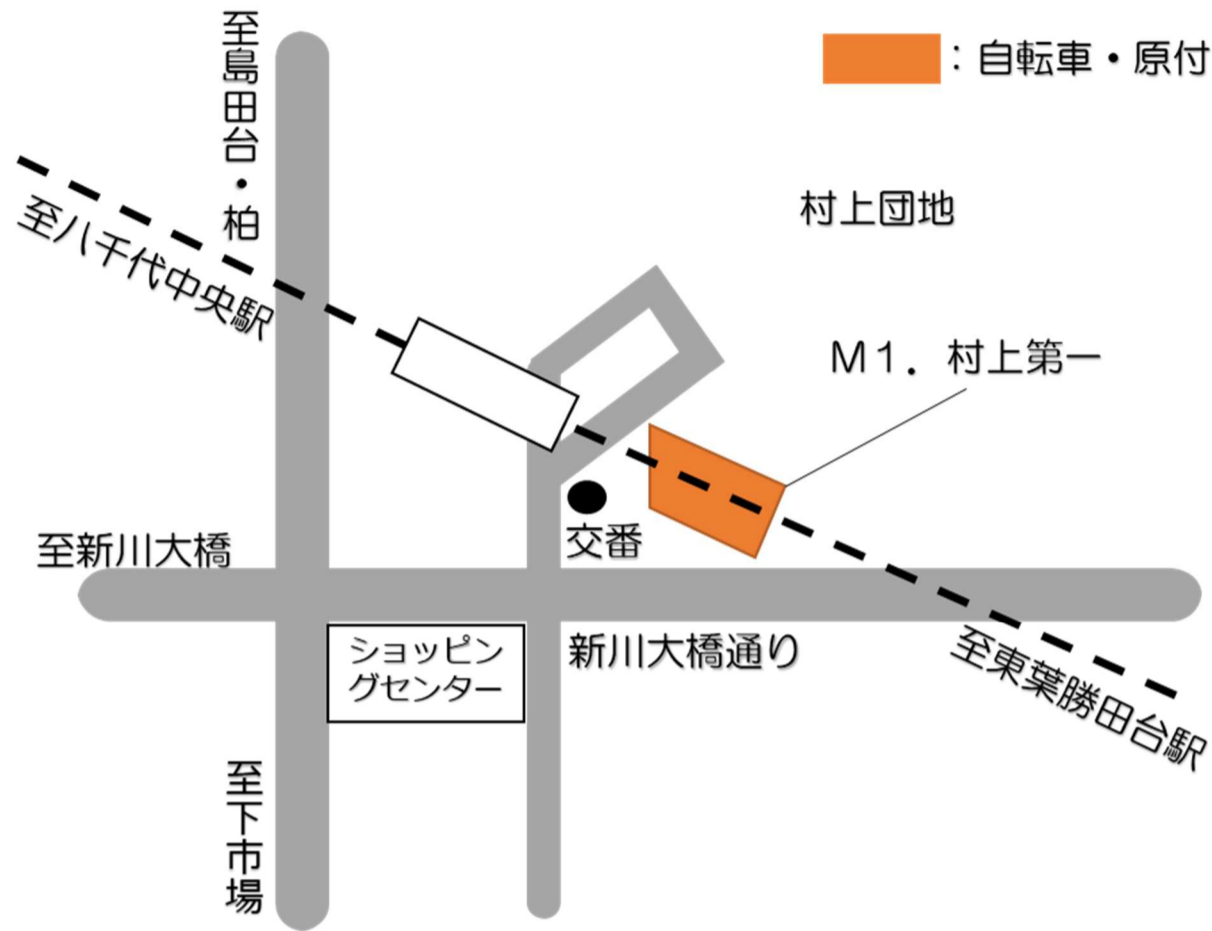 至島田台・柏
：自転車・原付
村上団地
至八千代中央駅
Ｍ１．村上第一
至新川大橋
交番
ショッピン
グセンター
新川大橋通り
至東葉勝田台駅
至下市場